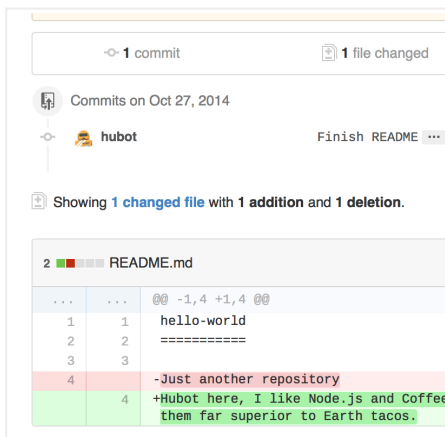 1 commit
1 file changed
Commits on Oct 27, 2014
hubot
Finish README ...
Showing 1 changed file with 1 addition and 1 deletion.
2 README.md
... ... @@ -1,4 +1,4 @@
1 1 hello-world
2 2 ===========
3 3
4 -Just another repository
4 +Hubot here, I like Node.js and Coffee
them far superior to Earth tacos.